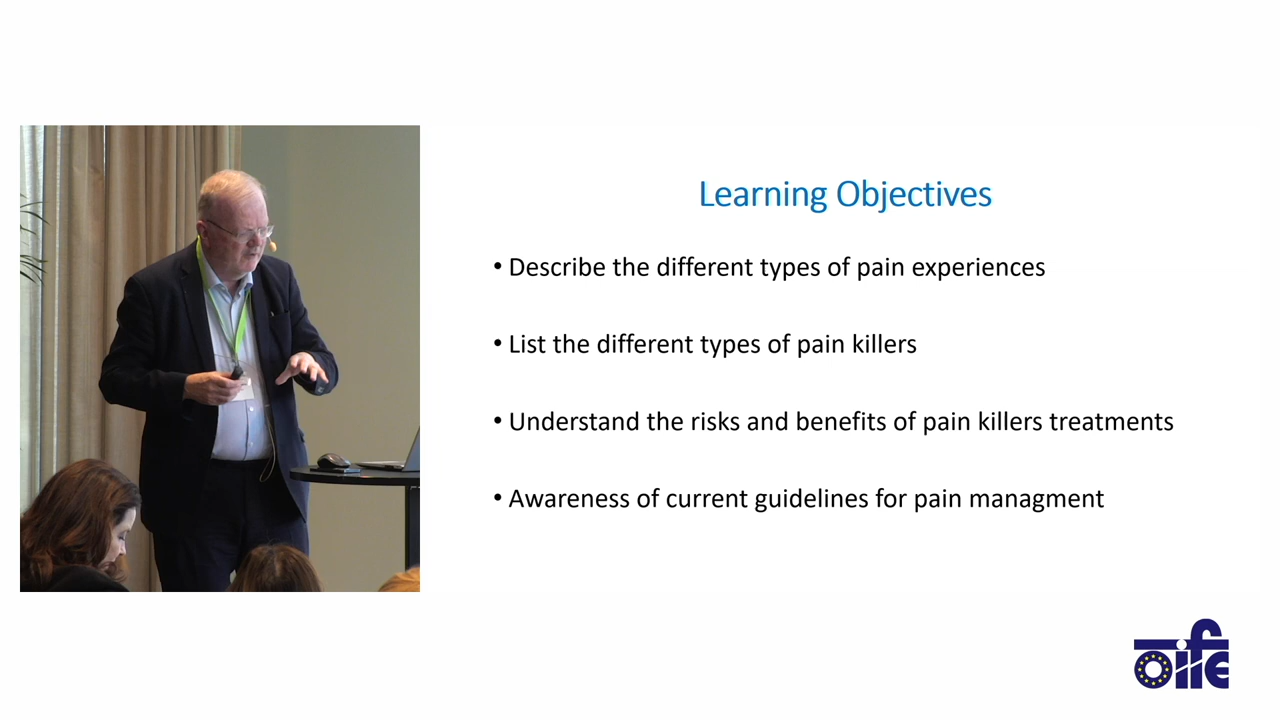 Learning Objectives
• Describe the different types of pain experiences
• List the different types of pain killers
• Understand the risks and benefits of pain killers treatments
• Awareness of current guidelines for pain managment
oife